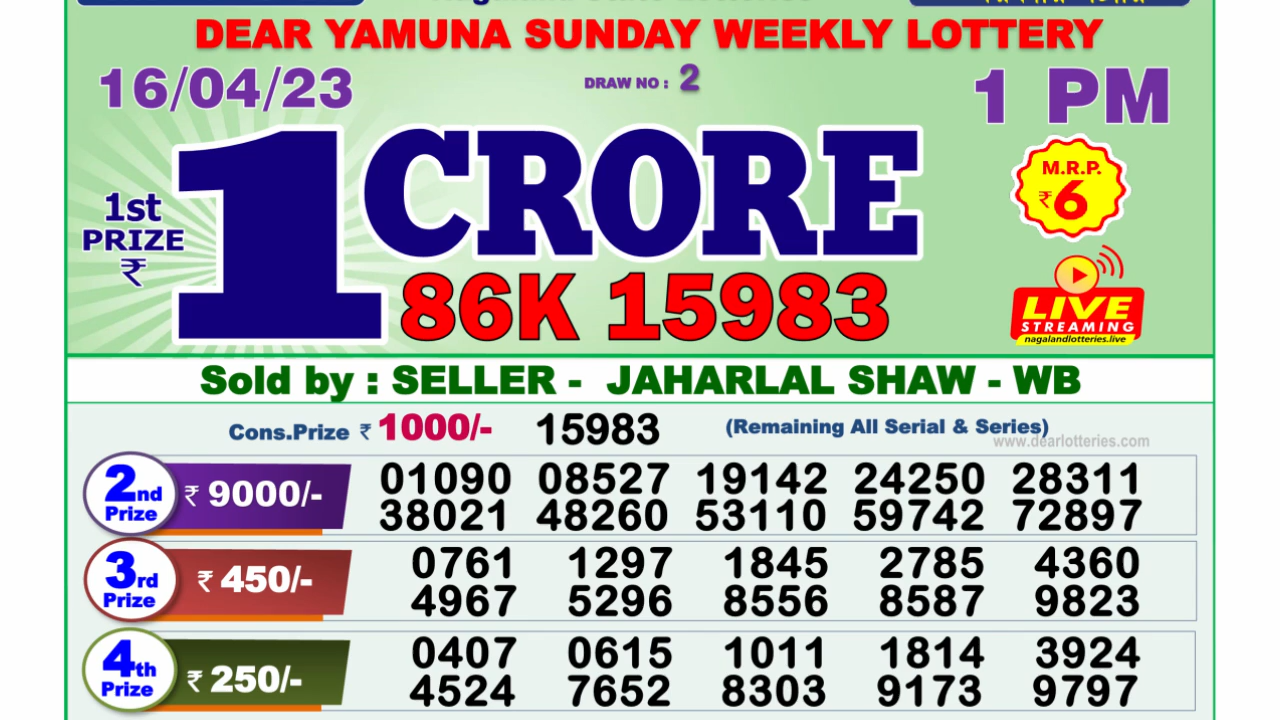 DEAR YAMUNA SUNDAY WEEKLY LOTTERY
16/04/23
DRAW NO : 2
1 PM
1st
PRIZE
₹
1 CRORE
86K 15983
M.R.P.
₹6
LIVE
STREAMING
nagalandlotteries.live
Sold by : SELLER - JAHARLAL SHAW - WB
Cons.Prize ₹ 1000/- 15983 (Remaining All Serial & Series)
www.dearlotteries.com
2nd Prize ₹ 9000/-
01090 08527 19142 24250 28311
38021 48260 53110 59742 72897
3rd Prize ₹ 450/-
0761 1297 1845 2785 4360
4967 5296 8556 8587 9823
4th Prize ₹ 250/-
0407 0615 1011 1814 3924
4524 7652 8303 9173 9797